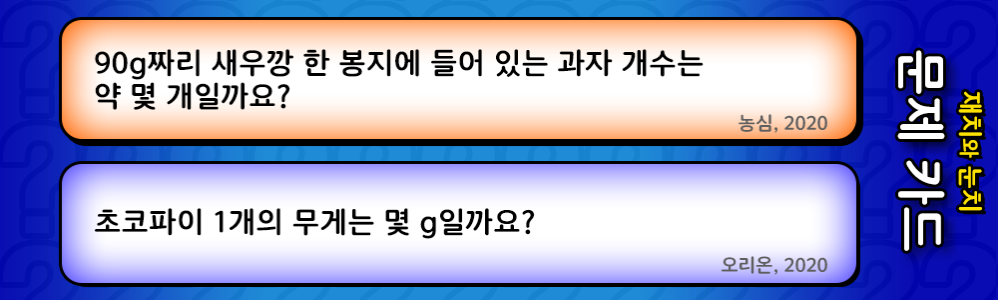 90g짜리 새우깡 한 봉지에 들어 있는 과자 개수는
약 몇 개일까요?
농심, 2020
초코파이 1개의 무게는 몇 g일까요?
오리온, 2020
재치와 눈치
문제 카드